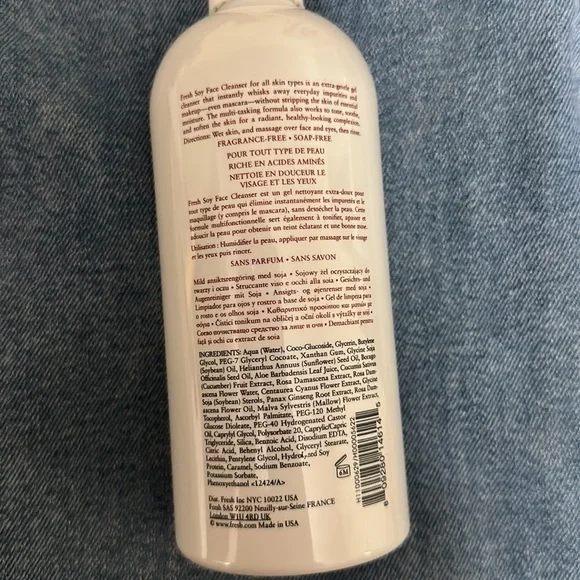 Fresh Soy Face Cleanser for all skin types is an extra-gentle gel
cleanser that instantly whisks away everyday impurities and
makeup—even mascara—without stripping the skin of essential
moisture. The multi-tasking formula also works to tone, soothe,
and soften the skin for a radiant, healthy-looking complexion.
Directions: Wet skin, and massage over face and eyes, then rinse.
FRAGRANCE-FREE • SOAP-FREE
POUR TOUT TYPE DE PEAU
RICHE EN ACIDES AMINÉS
NETTOIE EN DOUCEUR LE
VISAGE ET LES YEUX
Fresh Soy Face Cleanser est un gel nettoyant extra-doux pour
tout type de peau qui élimine instantanément les impuretés et le
maquillage (y compris le mascara), sans dessécher la peau. Cette
formule multifonctionnelle sert également à tonifier, apaiser et
adoucir la peau pour obtenir un teint éclatant et une bonne mine.
Utilisation : Humidifier la peau, appliquer par massage sur le visage
et les yeux puis rincer.
SANS PARFUM • SANS SAVON
Mild ansiktsrengöring med soja • Sojowy żel oczyszczający do
twarzy i oczu • Struccante viso e occhi alla soia • Gesichts- und
Augenreiniger mit Soja • Ansigts- og øjenrenser med soja •
Limpiador para ojos y rostro a base de soja • Gel de limpeza para
o rosto e os olhos soja • Καθαριστικό προσώπου και ματιών με
σόγια • Čisticí tonikum na obličej a oční okolí s výtažky ze sóji •
Соево почистващо средство за лице и очи • Demachiant pentru
față și ochi cu extract de soia
INGREDIENTS: Aqua (Water), Coco-Glucoside, Glycerin, Butylene
Glycol, PEG-7 Glyceryl Cocoate, Xanthan Gum, Glycine Soja
(Soybean) Oil, Helianthus Annuus (Sunflower) Seed Oil, Borago
Officinalis Seed Oil, Aloe Barbadensis Leaf Juice, Cucumis Sativus
(Cucumber) Fruit Extract, Rosa Damascena Extract, Rosa Dam-
ascena Flower Water, Centaurea Cyanus Flower Extract, Glycine
Soja (Soybean) Sterols, Panax Ginseng Root Extract, Rosa Dam-
ascena Flower Oil, Malva Sylvestris (Mallow) Flower Extract,
Tocopherol, Ascorbyl Palmitate, PEG-120 Methyl
Glucose Dioleate, PEG-40 Hydrogenated Castor
Oil, Caprylyl Glycol, Polysorbate 20, Caprylic/Capric
Triglyceride, Silica, Benzoic Acid, Disodium EDTA,
Citric Acid, Behenyl Alcohol, Glyceryl Stearate,
Lecithin, Pentylene Glycol, Hydrol zed Soy
Protein, Caramel, Sodium Benzoate,
Potassium Sorbate,
Phenoxyethanol <12424/A>
Dist. Fresh Inc NYC 10022 USA
Fresh SAS 92200 Neuilly-sur-Seine FRANCE
London W1U 4RD UK
© www.fresh.com Made in USA
6M
H11000629/H00005622